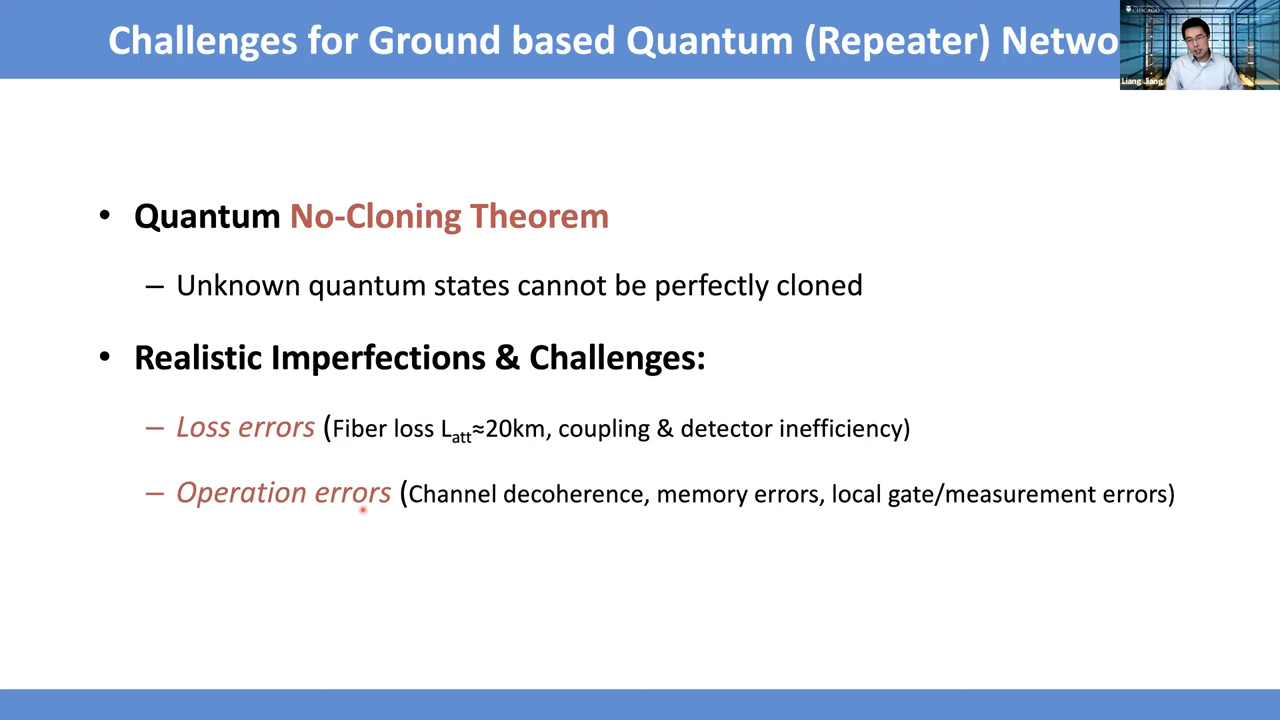 Challenges for Ground based Quantum (Repeater) Netwo
CHICAGO
Liang Jiang
• Quantum No-Cloning Theorem
– Unknown quantum states cannot be perfectly cloned
• Realistic Imperfections & Challenges:
– Loss errors (Fiber loss Latt≈20km, coupling & detector inefficiency)
– Operation errors (Channel decoherence, memory errors, local gate/measurement errors)